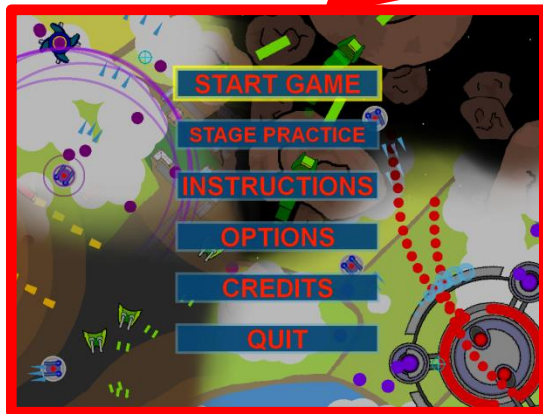 START GAME
STAGE PRACTICE
INSTRUCTIONS
OPTIONS
CREDITS
QUIT